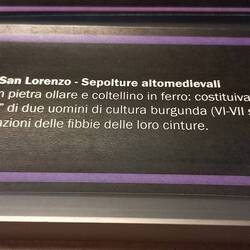 San Lorenzo - Sepolture altomedievali
pietra ollare e coltellino in ferro: costituiva
di due uomini di cultura burgunda (VI-VII
azioni delle fibbie delle loro cinture.